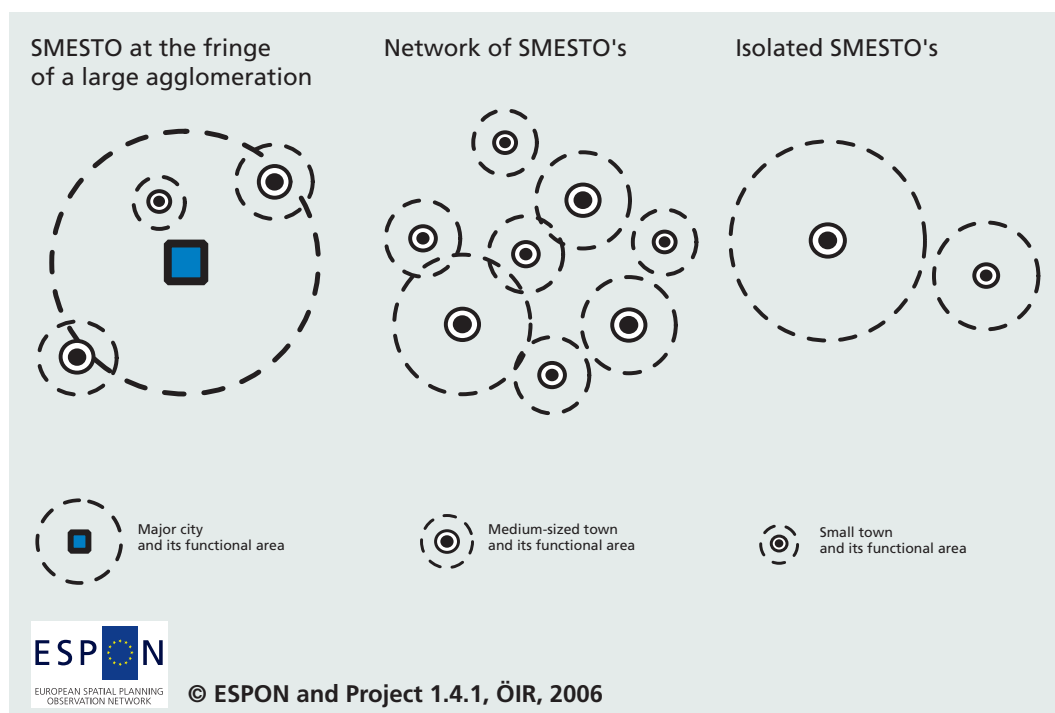 SMESTO at the fringe
of a large agglomeration
Network of SMESTO's
Isolated SMESTO's
Major city
and its functional area
Medium-sized town
and its functional area
Small town
and its functional area
ESPON
EUROPEAN SPATIAL PLANNING
OBSERVATION NETWORK
© ESPON and Project 1.4.1, ÖIR, 2006